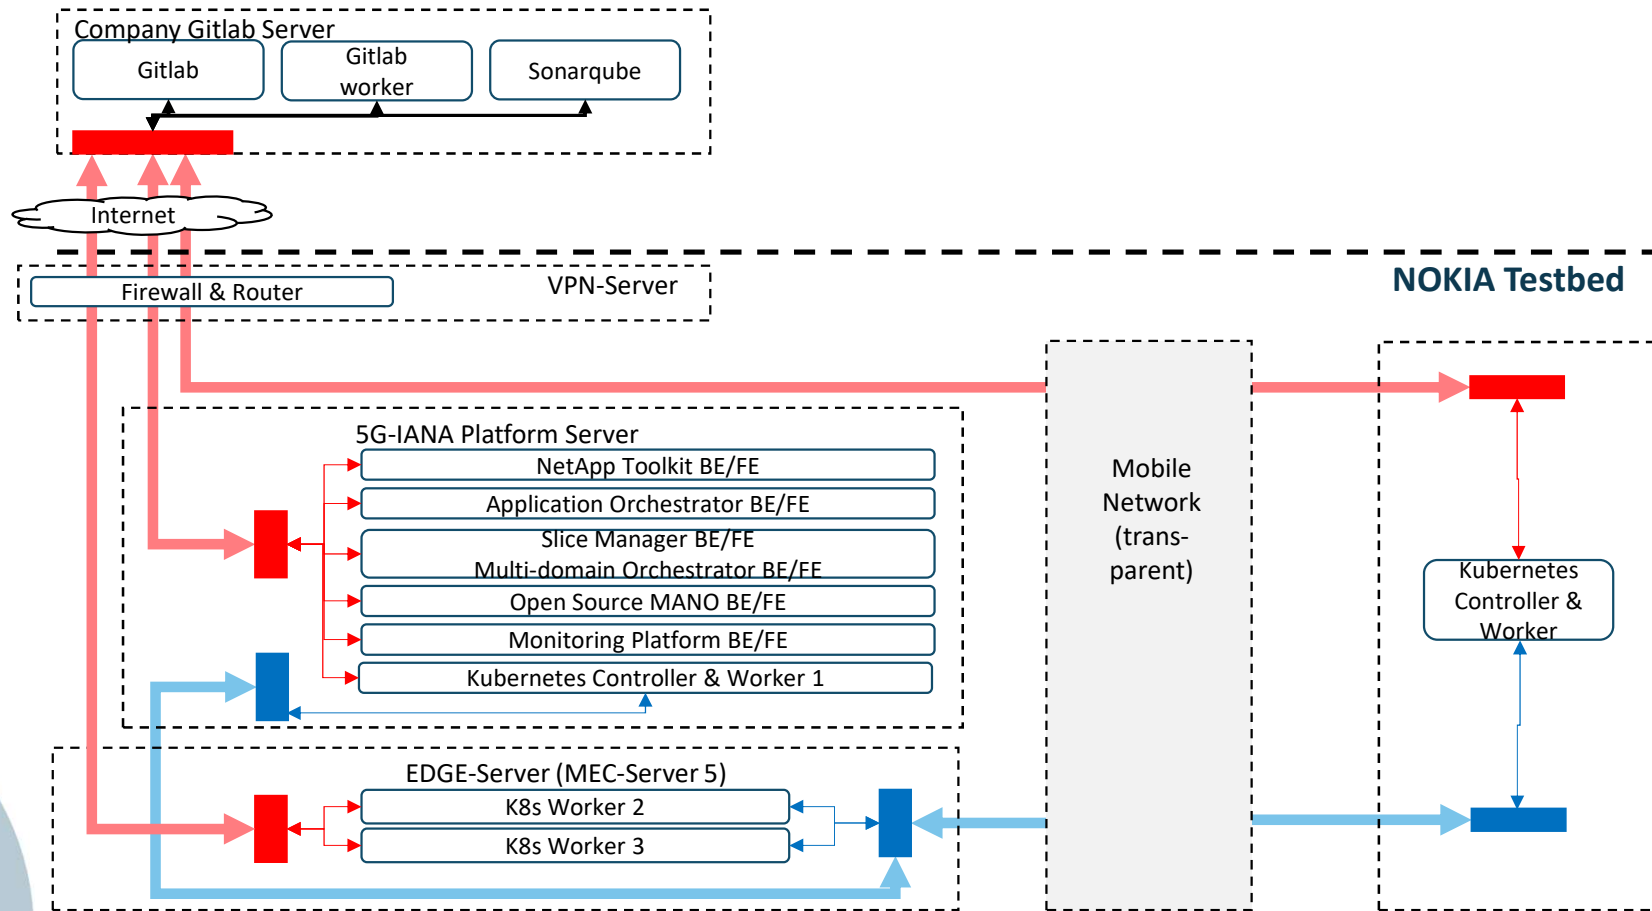 Company Gitlab Server
Gitlab
Gitlab
worker
Sonarqube
Internet
Firewall & Router
VPN-Server
NOKIA Testbed
5G-IANA Platform Server
NetApp Toolkit BE/FE
Application Orchestrator BE/FE
Slice Manager BE/FE
Multi-domain Orchestrator BE/FE
Open Source MANO BE/FE
Monitoring Platform BE/FE
Kubernetes Controller & Worker 1
Mobile
Network
(trans-
parent)
Kubernetes
Controller &
Worker
EDGE-Server (MEC-Server 5)
K8s Worker 2
K8s Worker 3